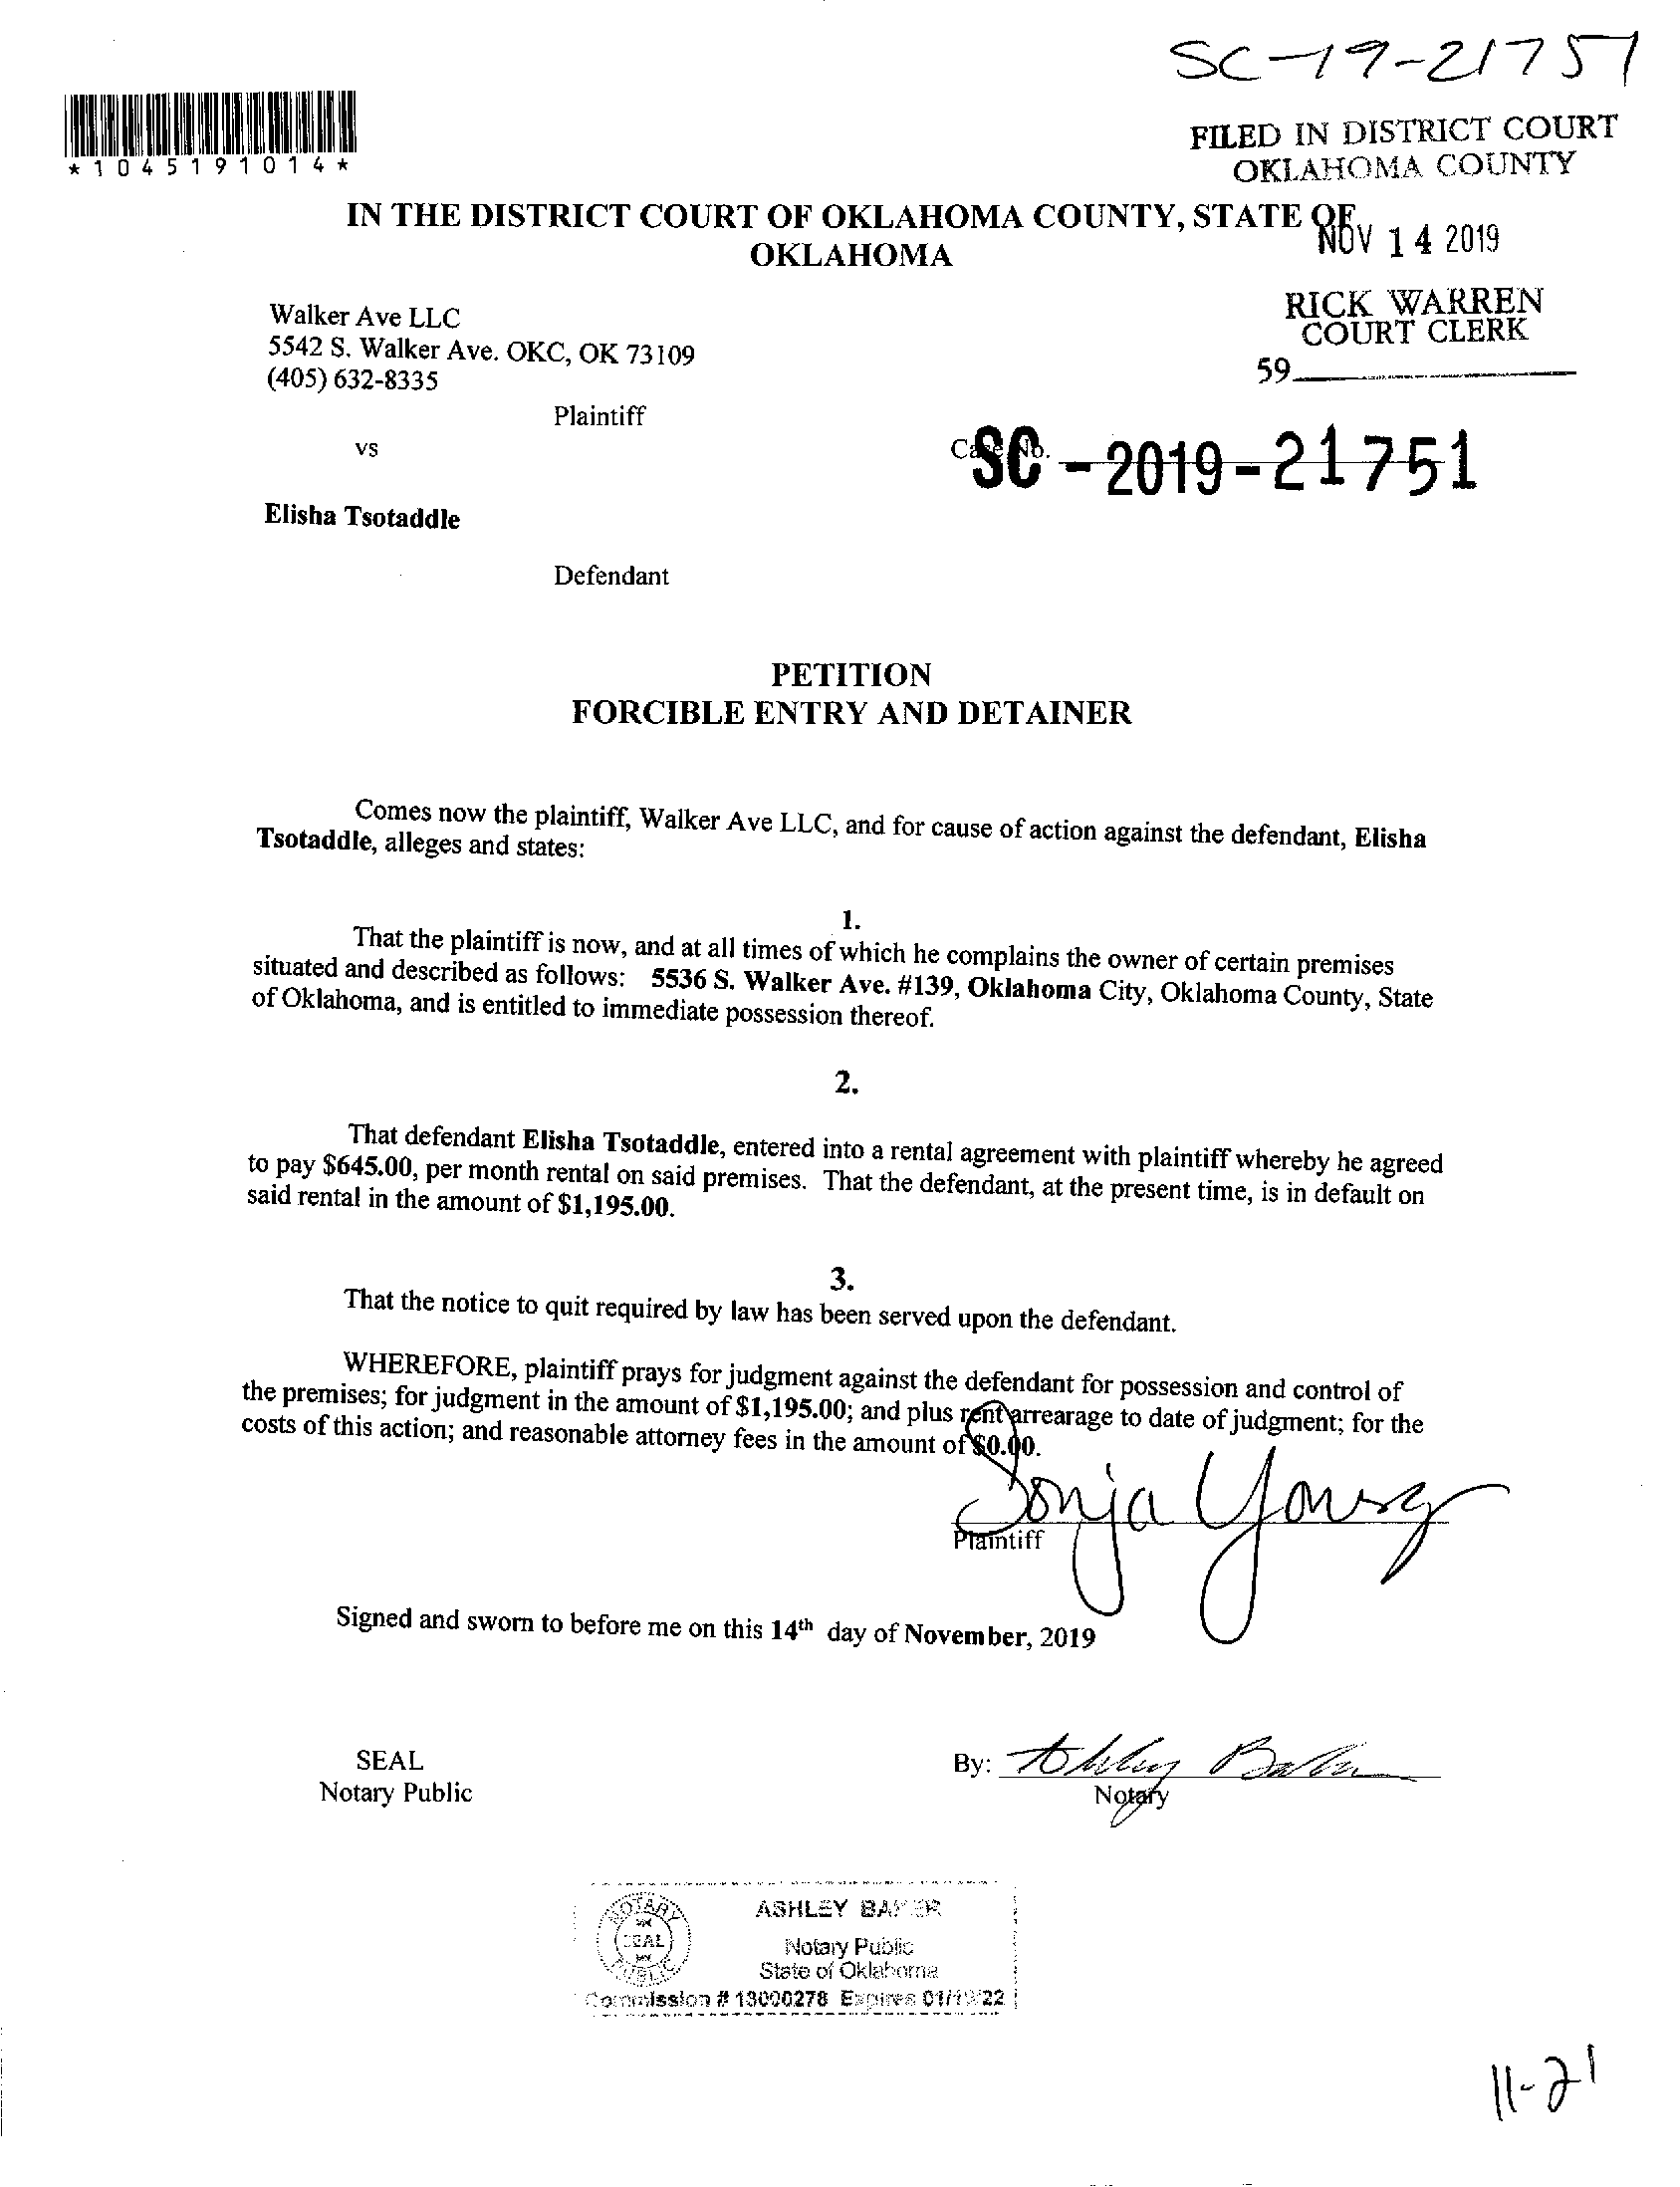 SC-19-21751
*1045191014*
FILED IN DISTRICT COURT
OKLAHOMA COUNTY
IN THE DISTRICT COURT OF OKLAHOMA COUNTY, STATE OF
OKLAHOMA
NOV 14 2019
RICK WARREN
COURT CLERK
59
Walker Ave LLC
5542 S. Walker Ave. OKC, OK 73109
(405) 632-8335
Plaintiff
vs
Case No.
SC - 2019 - 21751
Elisha Tsotaddle
Defendant
PETITION
FORCIBLE ENTRY AND DETAINER
Comes now the plaintiff, Walker Ave LLC, and for cause of action against the defendant, Elisha
Tsotaddle, alleges and states:
1.
That the plaintiff is now, and at all times of which he complains the owner of certain premises
situated and described as follows: 5536 S. Walker Ave. #139, Oklahoma City, Oklahoma County, State
of Oklahoma, and is entitled to immediate possession thereof.
2.
That defendant Elisha Tsotaddle, entered into a rental agreement with plaintiff whereby he agreed
to pay $645.00, per month rental on said premises. That the defendant, at the present time, is in default on
said rental in the amount of $1,195.00.
3.
That the notice to quit required by law has been served upon the defendant.
WHEREFORE, plaintiff prays for judgment against the defendant for possession and control of
the premises; for judgment in the amount of $1,195.00; and plus rent arrearage to date of judgment; for the
costs of this action; and reasonable attorney fees in the amount of $0.00.
Sonja Young
Plaintiff
Signed and sworn to before me on this 14th day of November, 2019
SEAL
Notary Public
By:
Notary
NOTARY
SEAL
PUBLIC
ASHLEY
Notary Public
State of Oklahoma
Commission # 13000278 Expires
11-21